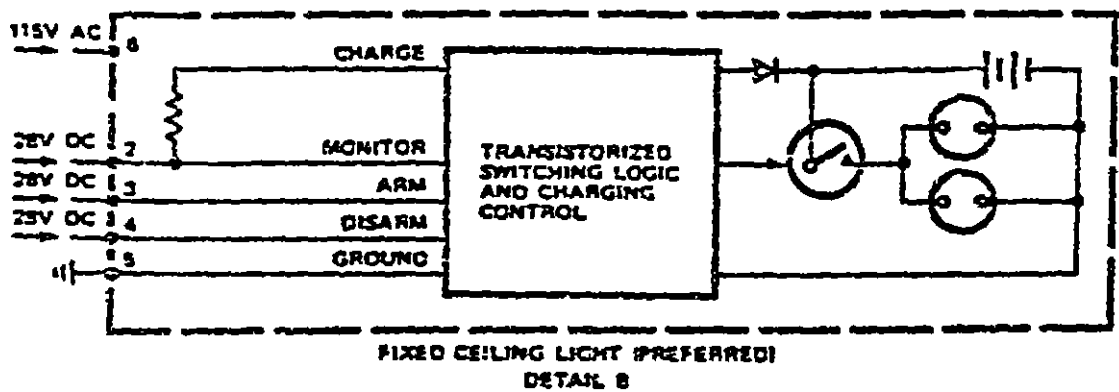 115V AC
6
CHARGE
28V DC
2
MONITOR
28V DC
3
ARM
28V DC
4
DISARM
5
GROUND
TRANSISTORIZED
SWITCHING LOGIC
AND CHARGING
CONTROL
FIXED CEILING LIGHT (PREFERRED)
DETAIL B